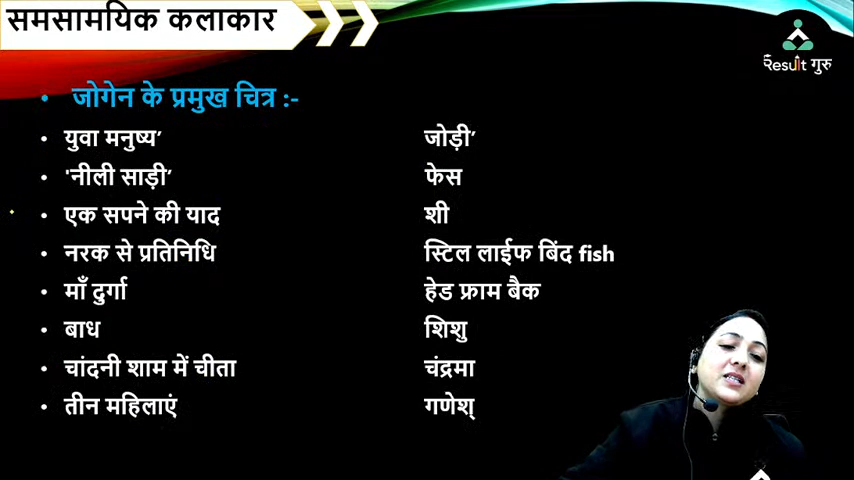 समसामयिक कलाकार
Result गुरु
• जोगेन के प्रमुख चित्र :-
• युवा मनुष्य’ जोड़ी’
• 'नीली साड़ी’ फेस
• एक सपने की याद शी
• नरक से प्रतिनिधि स्टिल लाईफ बिंद fish
• माँ दुर्गा हेड फ्राम बैक
• बाध शिशु
• चांदनी शाम में चीता चंद्रमा
• तीन महिलाएं गणेश्